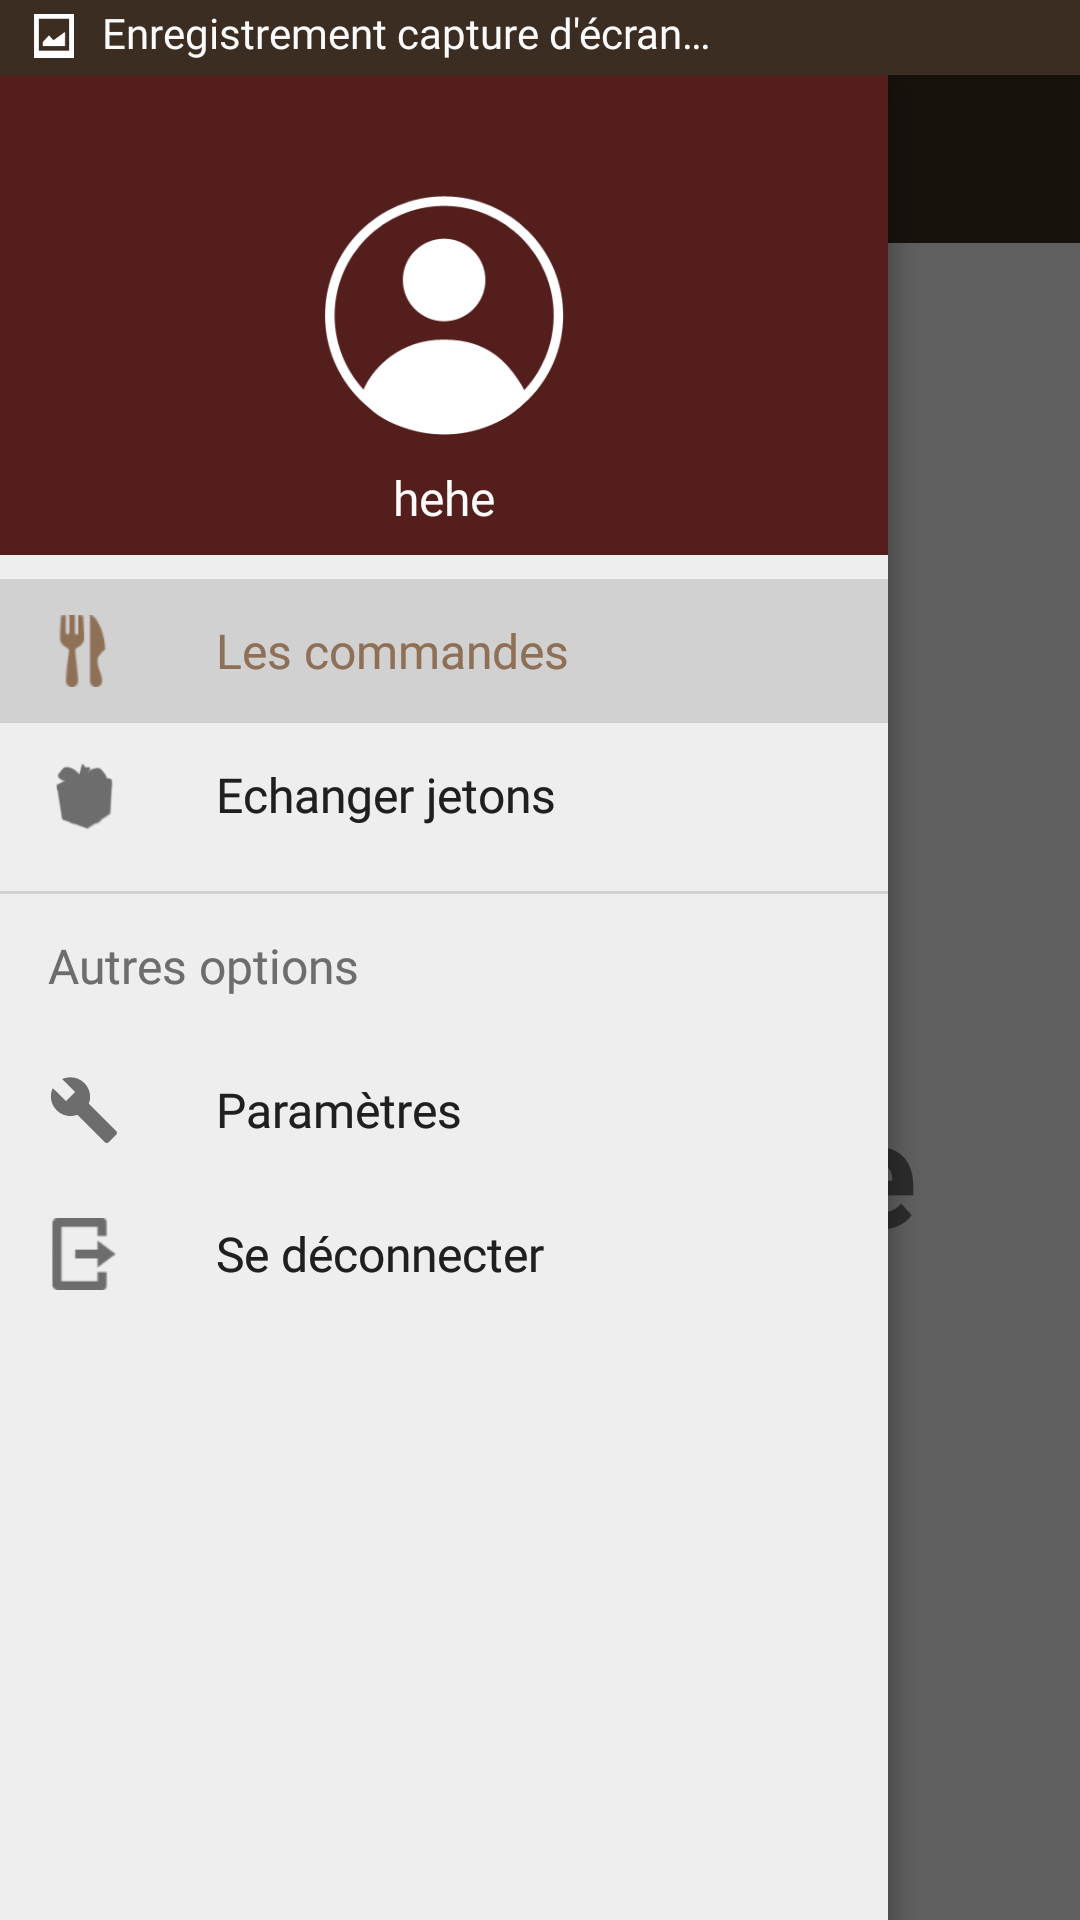 Enregistrement capture d'écran...
hehe
Les commandes
Echanger jetons
Autres options
Paramètres
Se déconnecter
e